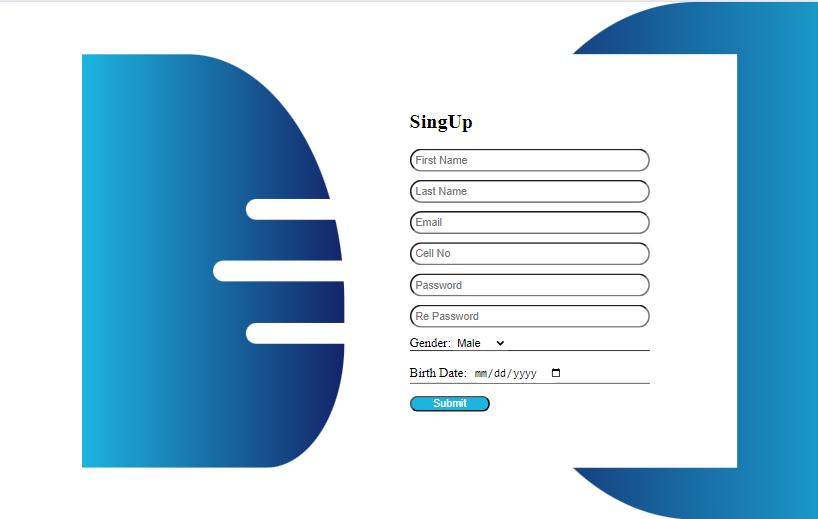 SingUp
First Name
Last Name
Email
Cell No
Password
Re Password
Gender: Male
Birth Date: mm/dd/yyyy
Submit